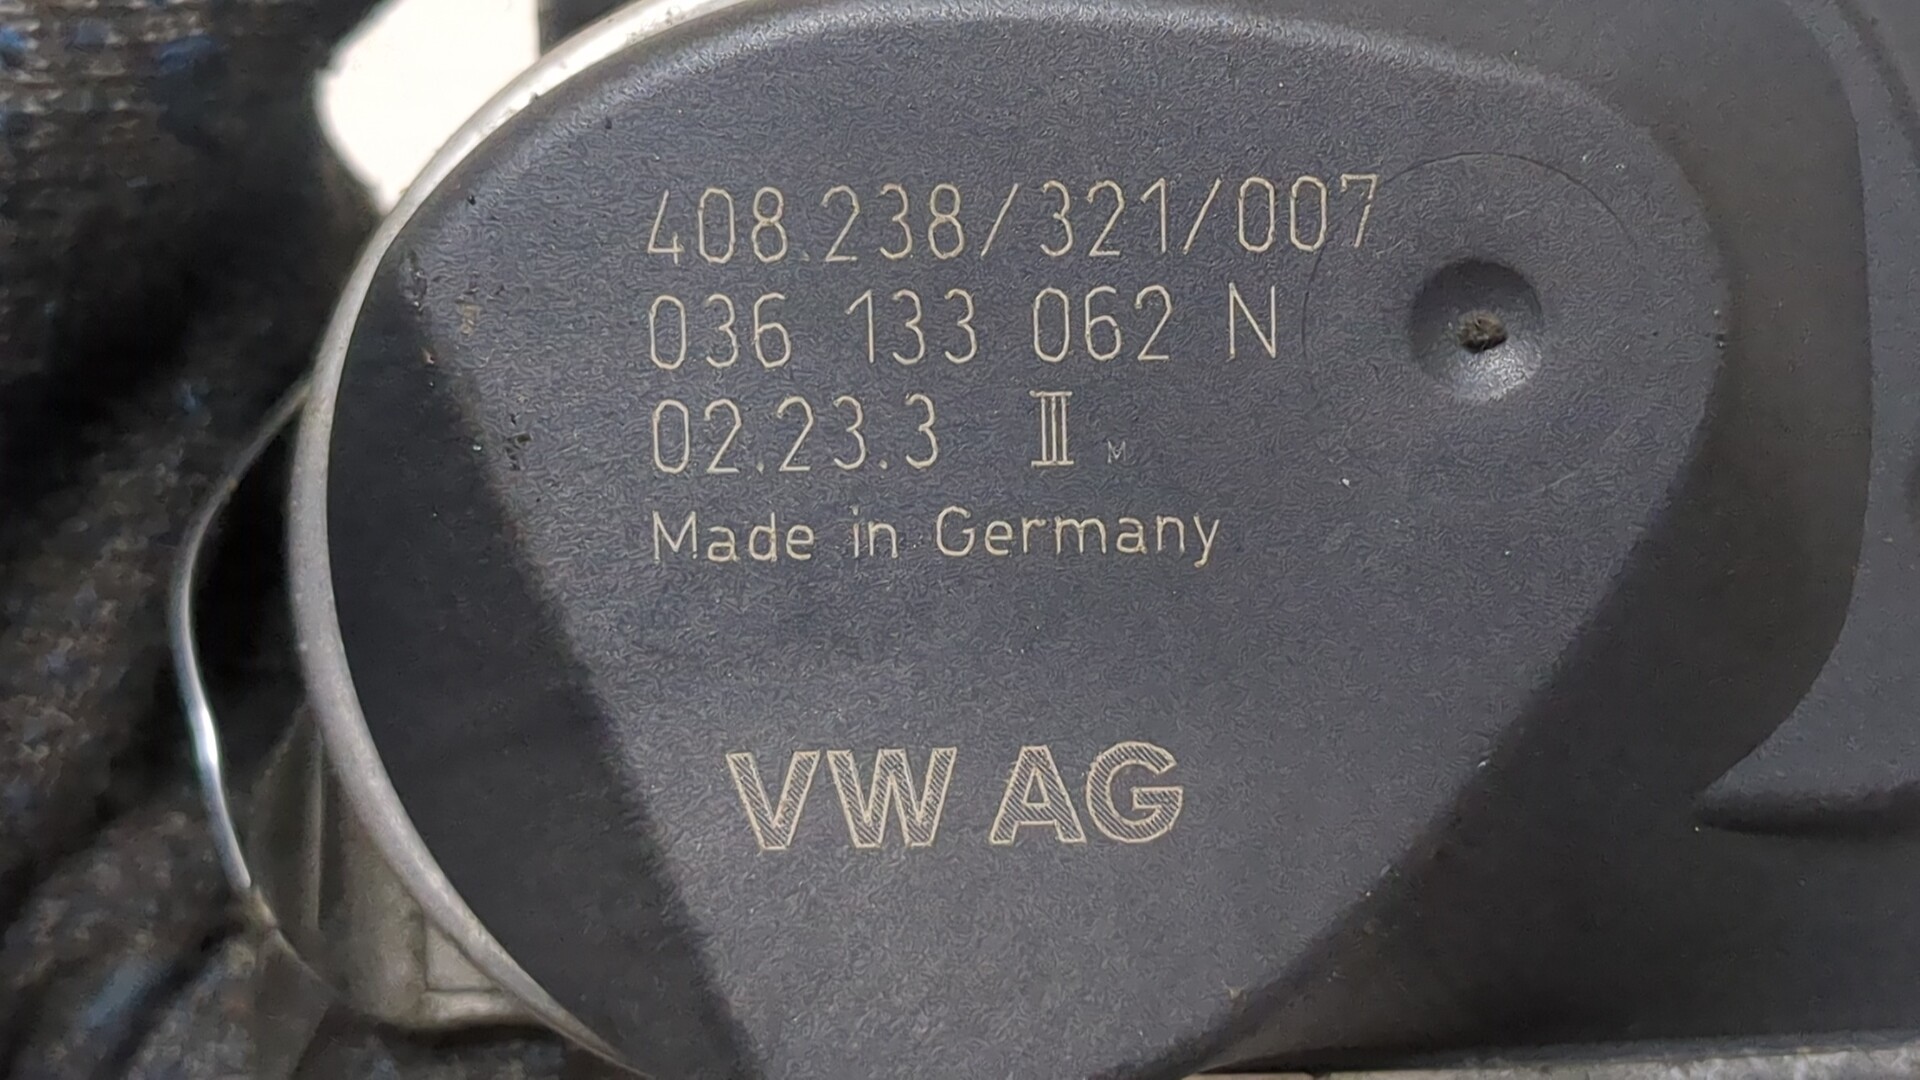 408.238/321/007
036 133 062 N
02.23.3 III M
Made in Germany
VW AG